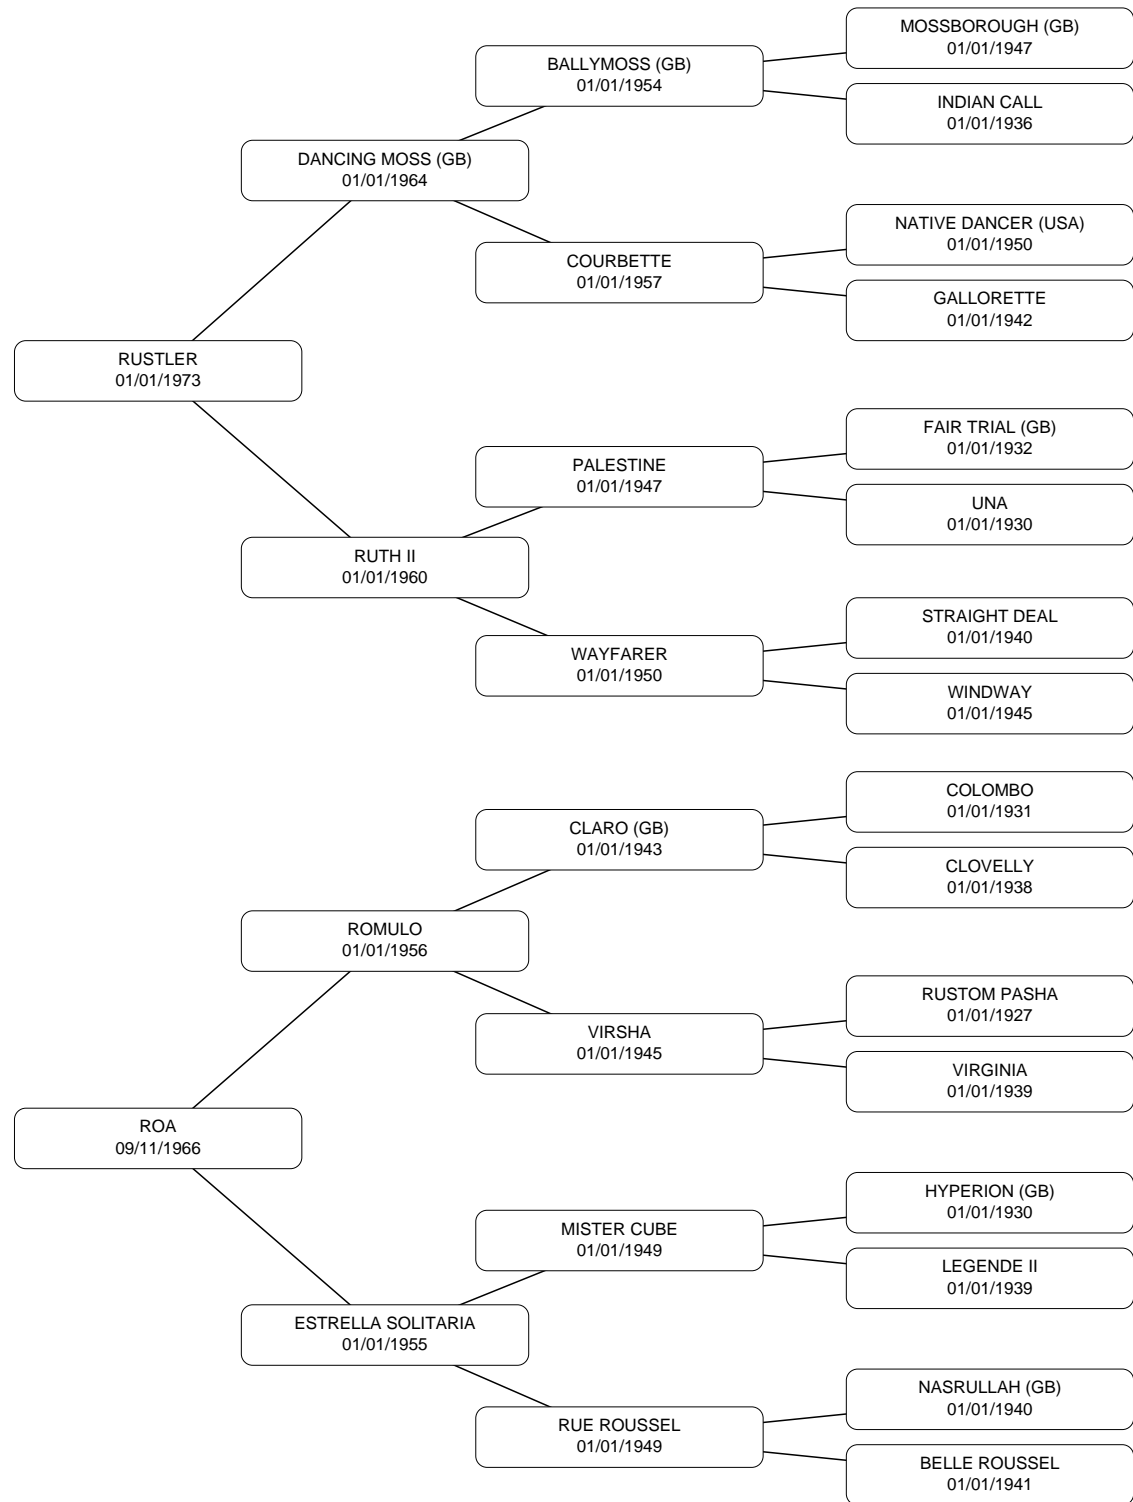 MOSSBOROUGH (GB)
01/01/1947
BALLYMOSS (GB)
01/01/1954
INDIAN CALL
01/01/1936
DANCING MOSS (GB)
01/01/1964
NATIVE DANCER (USA)
01/01/1950
COURBETTE
01/01/1957
GALLORETTE
01/01/1942
RUSTLER
01/01/1973
FAIR TRIAL (GB)
01/01/1932
PALESTINE
01/01/1947
UNA
01/01/1930
RUTH II
01/01/1960
STRAIGHT DEAL
01/01/1940
WAYFARER
01/01/1950
WINDWAY
01/01/1945
COLOMBO
01/01/1931
CLARO (GB)
01/01/1943
CLOVELLY
01/01/1938
ROMULO
01/01/1956
RUSTOM PASHA
01/01/1927
VIRSHA
01/01/1945
VIRGINIA
01/01/1939
ROA
09/11/1966
HYPERION (GB)
01/01/1930
MISTER CUBE
01/01/1949
LEGENDE II
01/01/1939
ESTRELLA SOLITARIA
01/01/1955
NASRULLAH (GB)
01/01/1940
RUE ROUSSEL
01/01/1949
BELLE ROUSSEL
01/01/1941